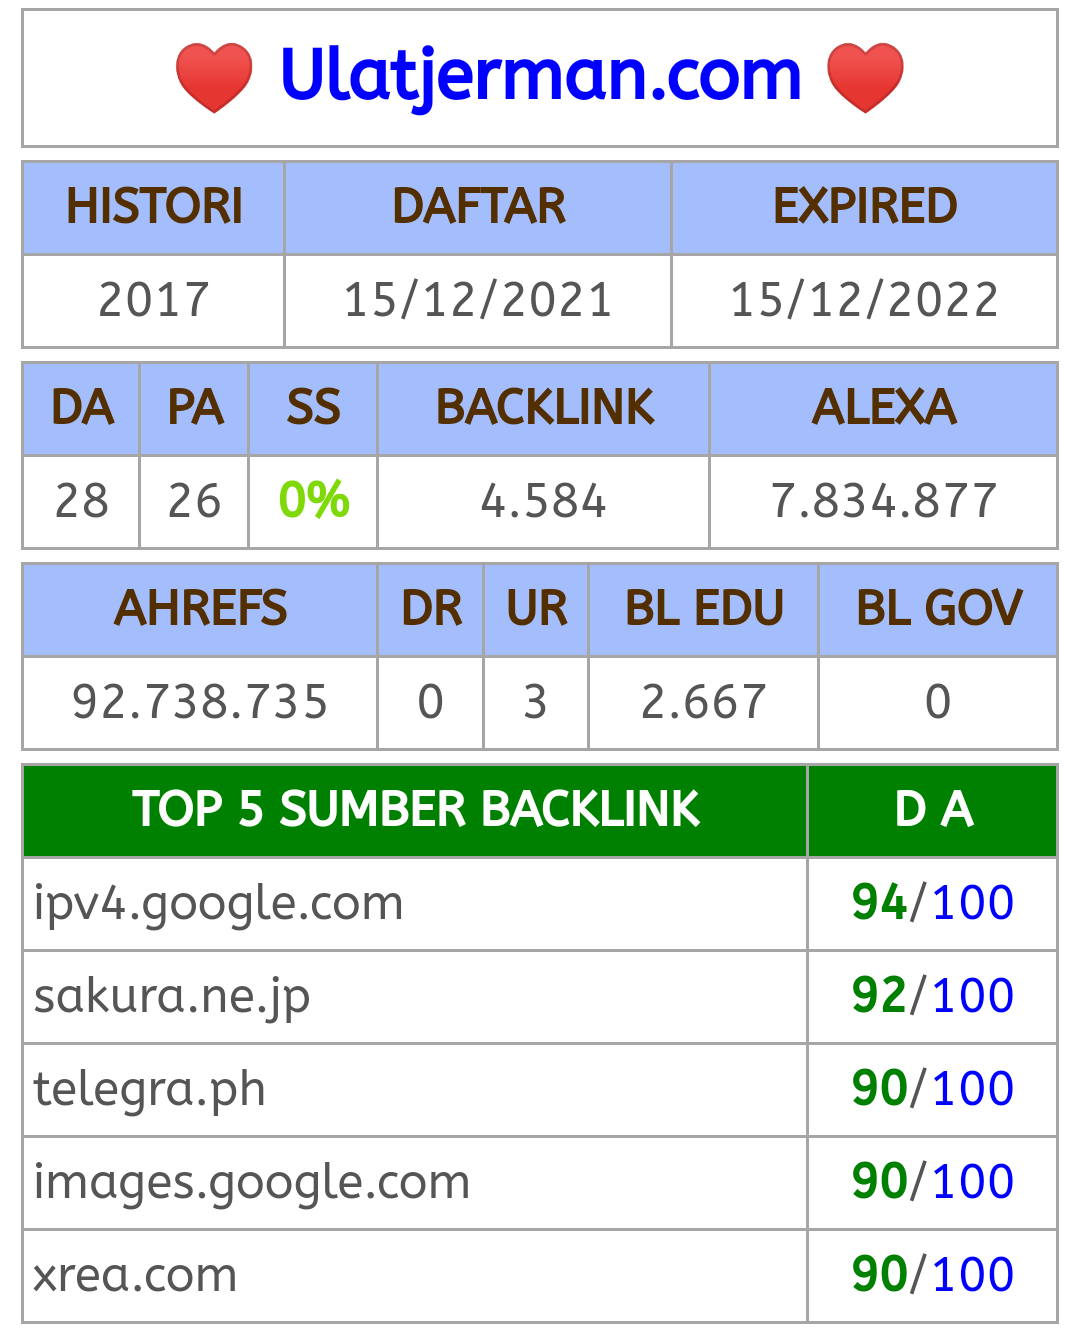 Ulatjerman.com
HISTORI DAFTAR EXPIRED
2017 15/12/2021 15/12/2022
DA PA SS BACKLINK ALEXA
28 26 0% 4.584 7.834.877
AHREFS DR UR BL EDU BL GOV
92.738.735 0 3 2.667 0
TOP 5 SUMBER BACKLINK D A
ipv4.google.com 94/100
sakura.ne.jp 92/100
telegra.ph 90/100
images.google.com 90/100
xrea.com 90/100